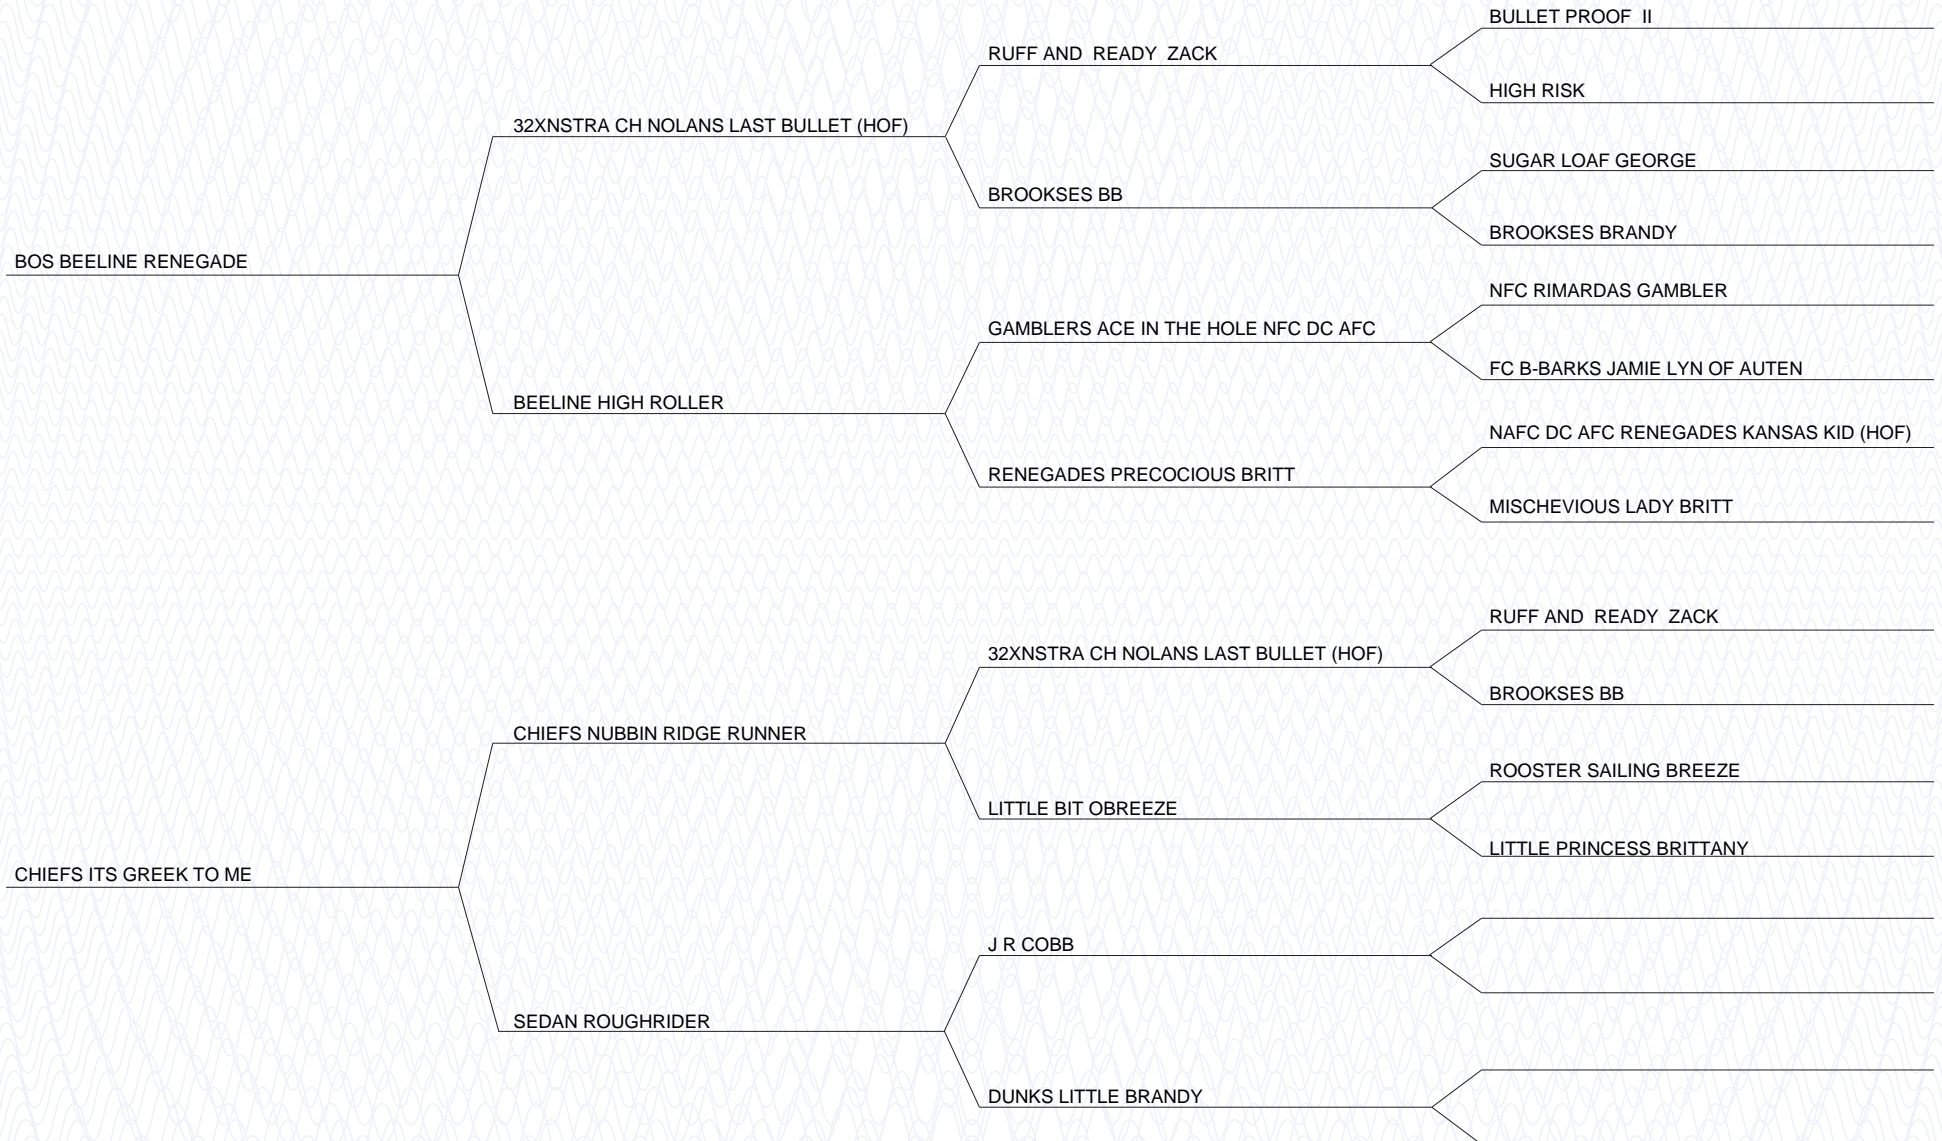 BULLET PROOF  II
RUFF AND  READY  ZACK
HIGH RISK
32XNSTRA CH NOLANS LAST BULLET (HOF)
SUGAR LOAF GEORGE
BROOKSES BB
BROOKSES BRANDY
BOS BEELINE RENEGADE
NFC RIMARDAS GAMBLER
GAMBLERS ACE IN THE HOLE NFC DC AFC
FC B-BARKS JAMIE LYN OF AUTEN
BEELINE HIGH ROLLER
NAFC DC AFC RENEGADES KANSAS KID (HOF)
RENEGADES PRECOCIOUS BRITT
MISCHEVIOUS LADY BRITT
RUFF AND  READY  ZACK
32XNSTRA CH NOLANS LAST BULLET (HOF)
BROOKSES BB
CHIEFS NUBBIN RIDGE RUNNER
ROOSTER SAILING BREEZE
LITTLE BIT OBREEZE
LITTLE PRINCESS BRITTANY
CHIEFS ITS GREEK TO ME
J R COBB
SEDAN ROUGHRIDER
DUNKS LITTLE BRANDY